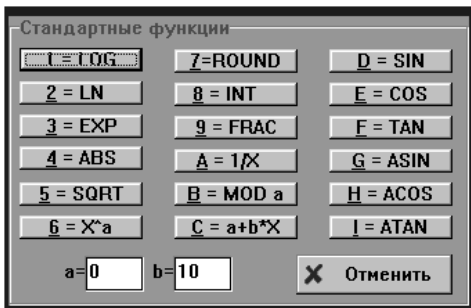 Стандартные функции
1 = LOG 7=ROUND D = SIN
2 = LN 8 = INT E = COS
3 = EXP 9 = FRAC F = TAN
4 = ABS A = 1/X G = ASIN
5 = SQRT B = MOD a H = ACOS
6 = X^a C = a+b*X I = ATAN
a=0 b=10 Отменить